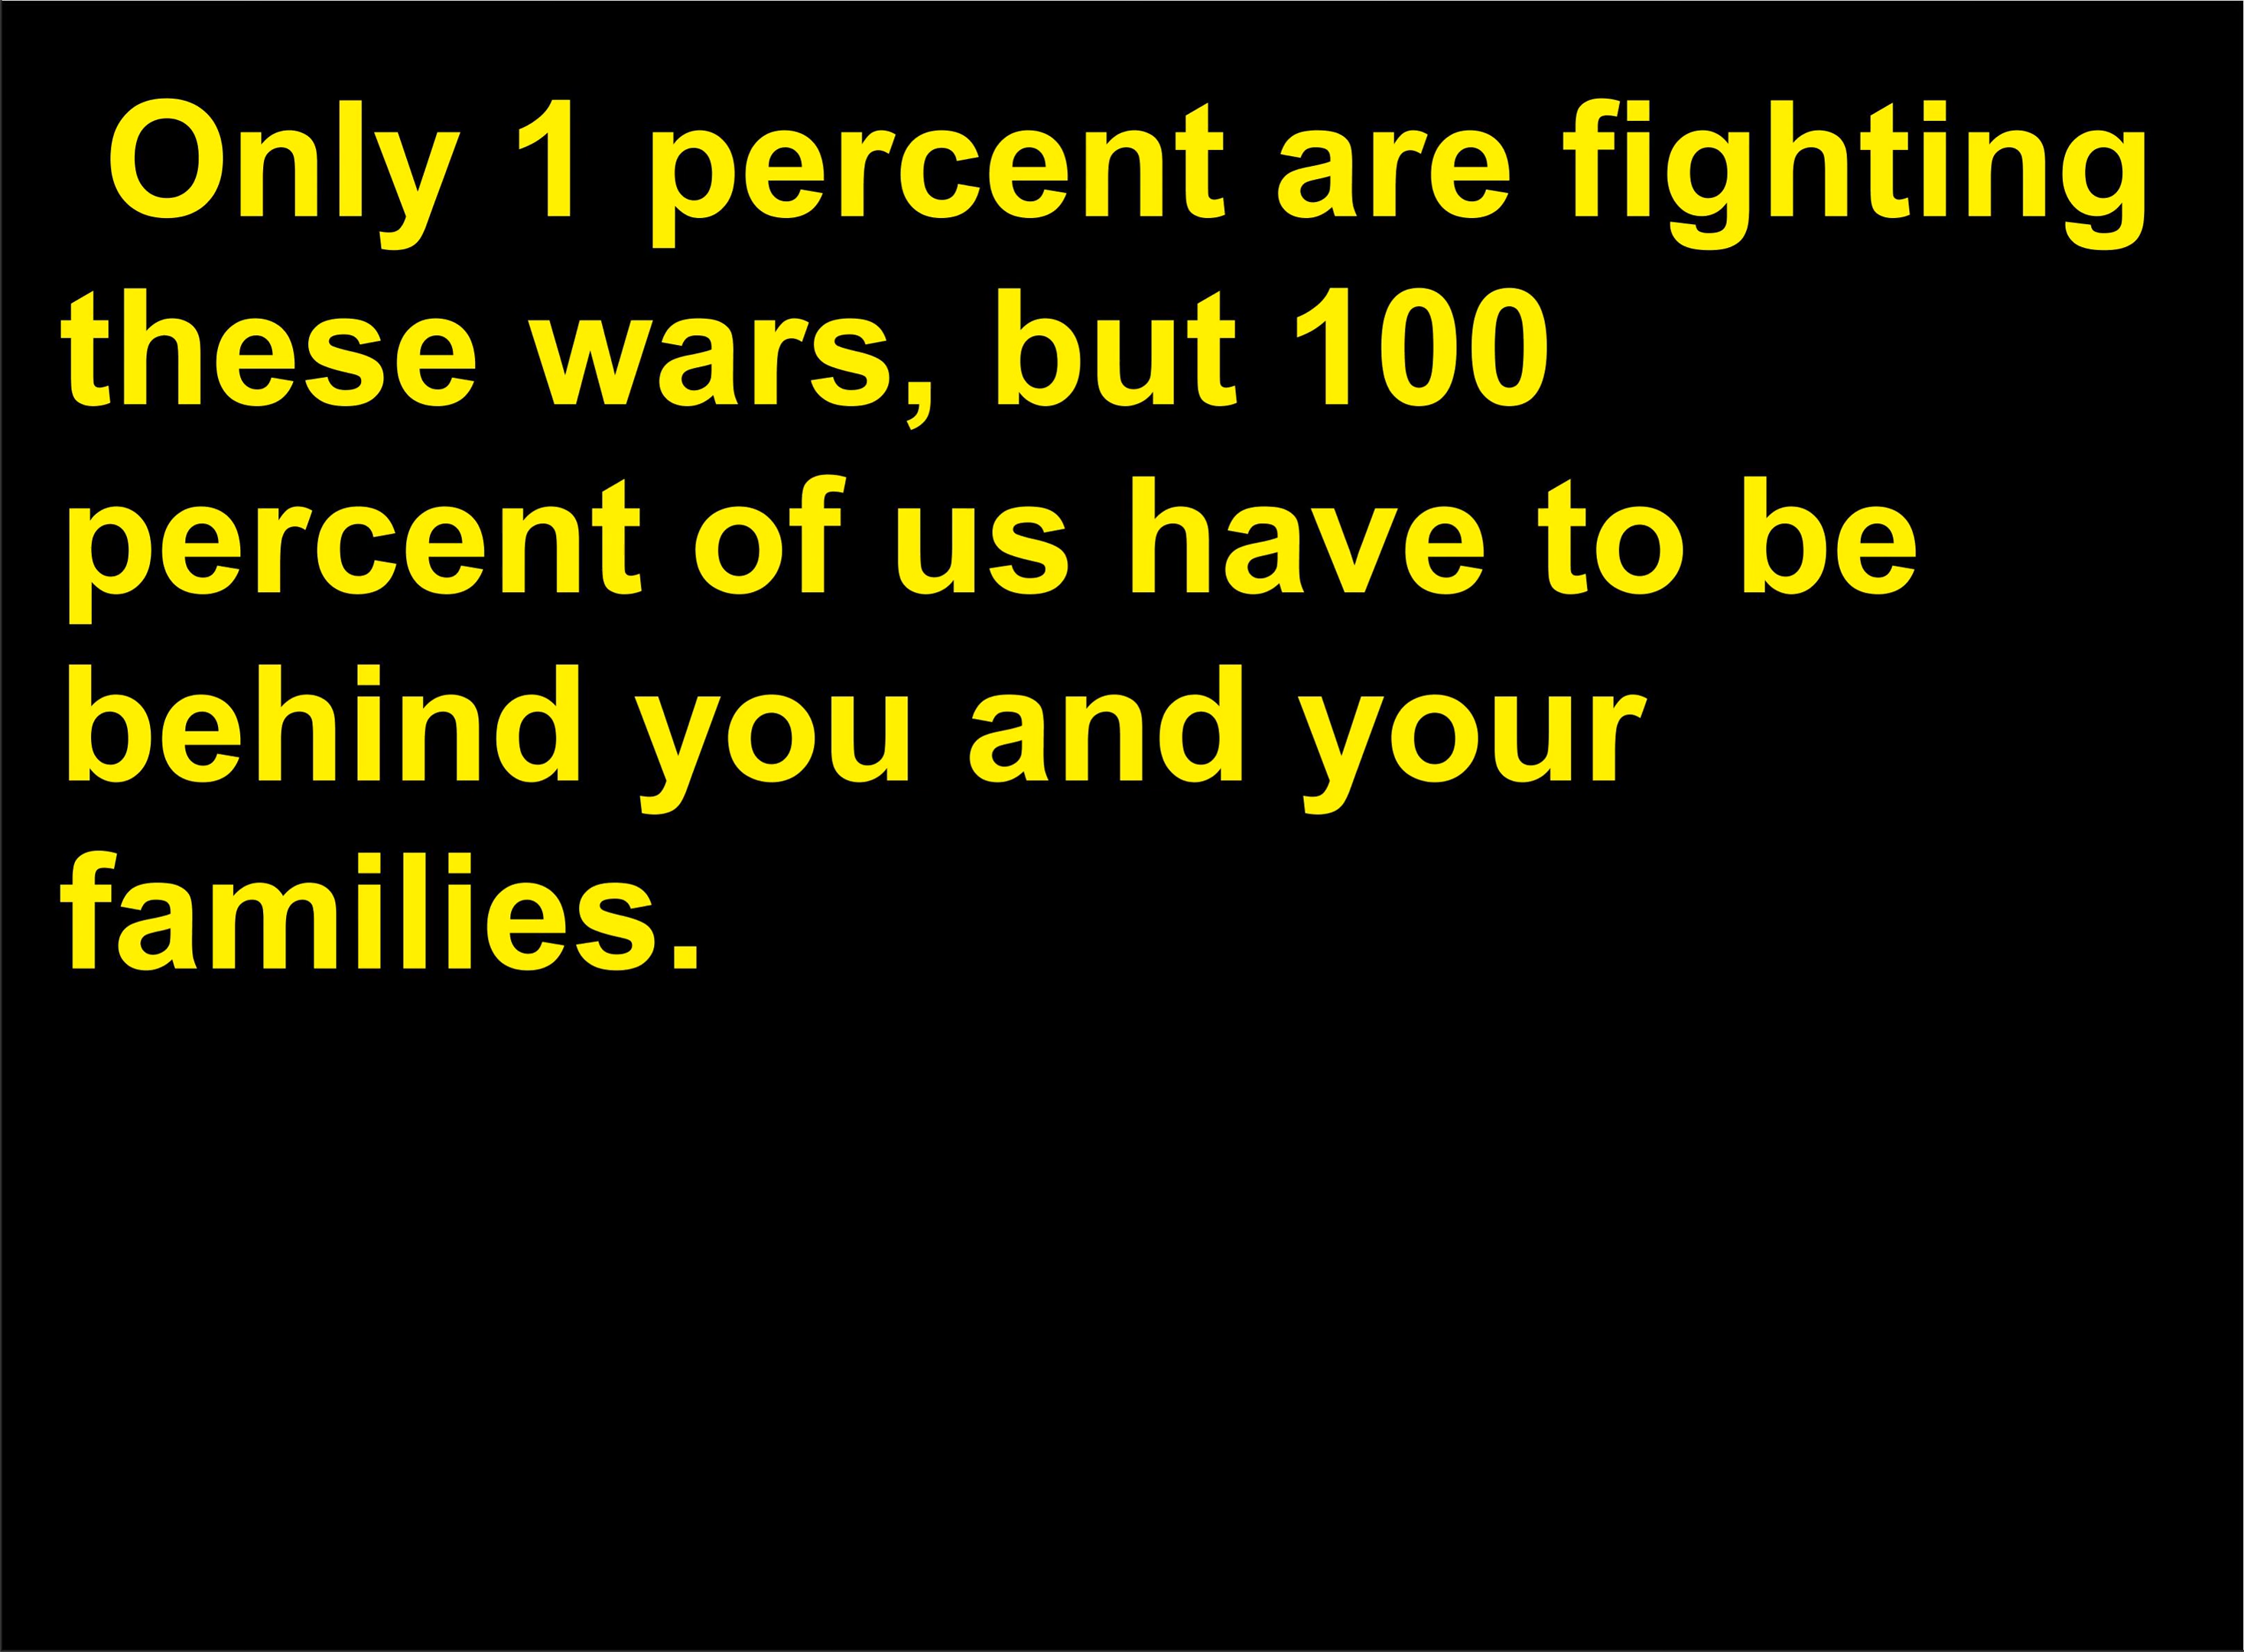 Only 1 percent are fighting
these wars, but 100
percent of us have to be
behind you and your
families.